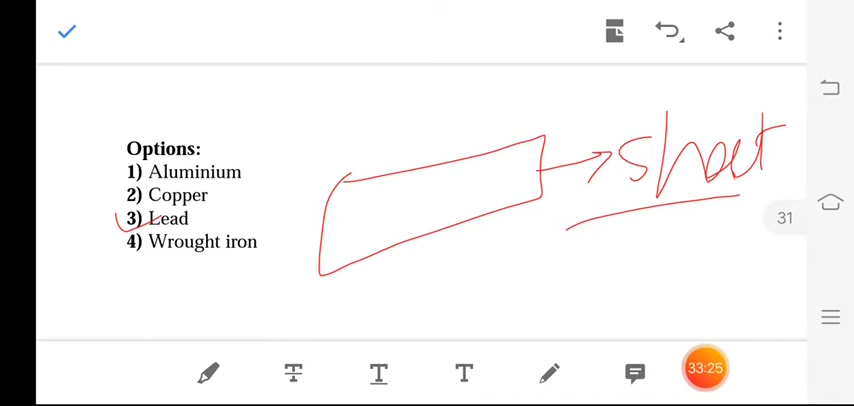 Options:
1) Aluminium
2) Copper
3) Lead
4) Wrought iron
sheet
31
33:25